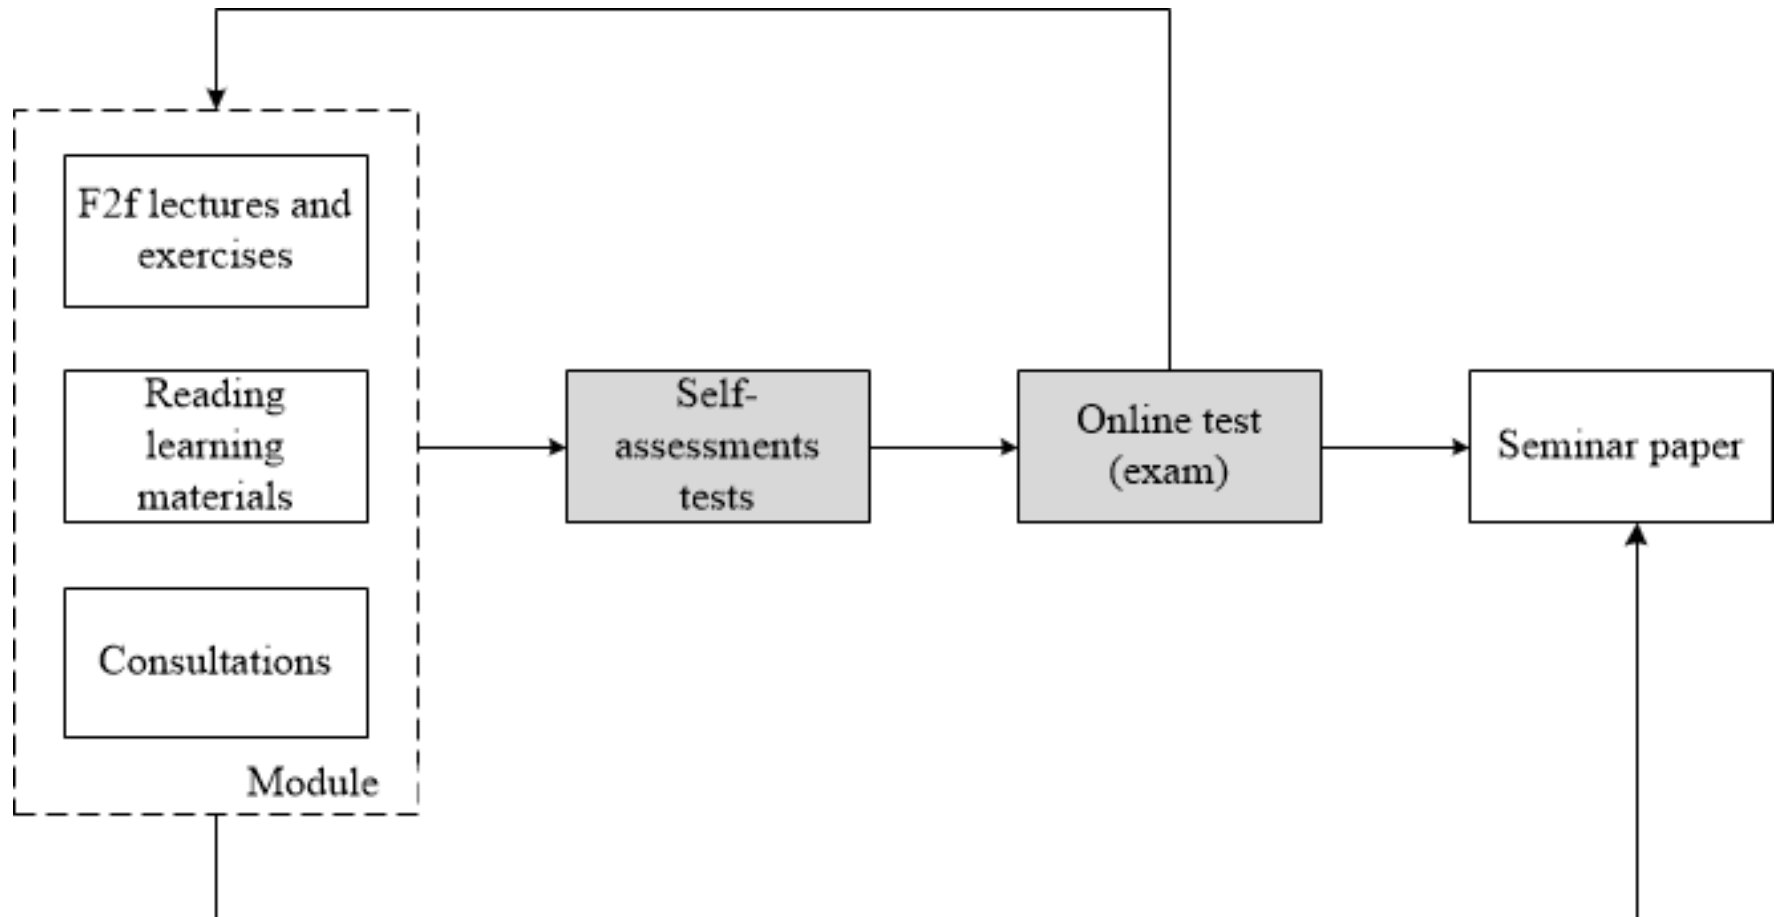 F2f lectures and
exercises
Reading
learning
materials
Consultations
Module
Self-
assessments
tests
Online test
(exam)
Seminar paper